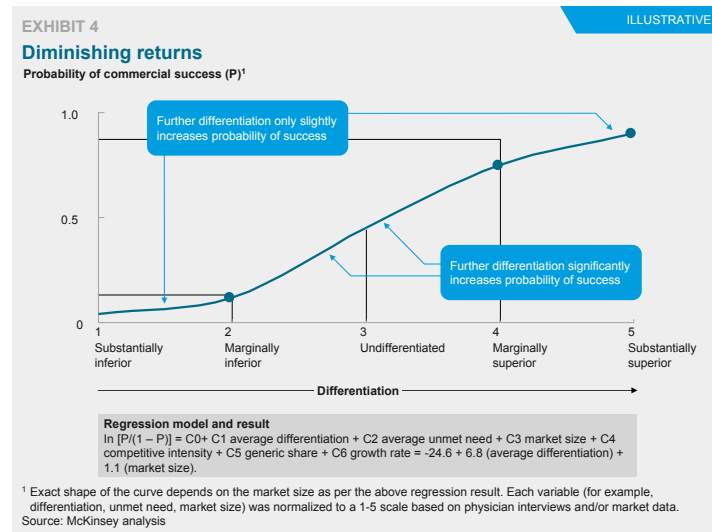 EXHIBIT 4
ILLUSTRATIVE
Diminishing returns
Probability of commercial success (P)¹
1.0
Further differentiation only slightly
increases probability of success
0.5
Further differentiation significantly
increases probability of success
0
1
2
3
4
5
Substantially
inferior
Marginally
inferior
Undifferentiated
Marginally
superior
Substantially
superior
Differentiation
Regression model and result
ln [P/(1 – P)] = C0+ C1 average differentiation + C2 average unmet need + C3 market size + C4
competitive intensity + C5 generic share + C6 growth rate = -24.6 + 6.8 (average differentiation) +
1.1 (market size).
¹ Exact shape of the curve depends on the market size as per the above regression result. Each variable (for example,
differentiation, unmet need, market size) was normalized to a 1-5 scale based on physician interviews and/or market data.
Source: McKinsey analysis